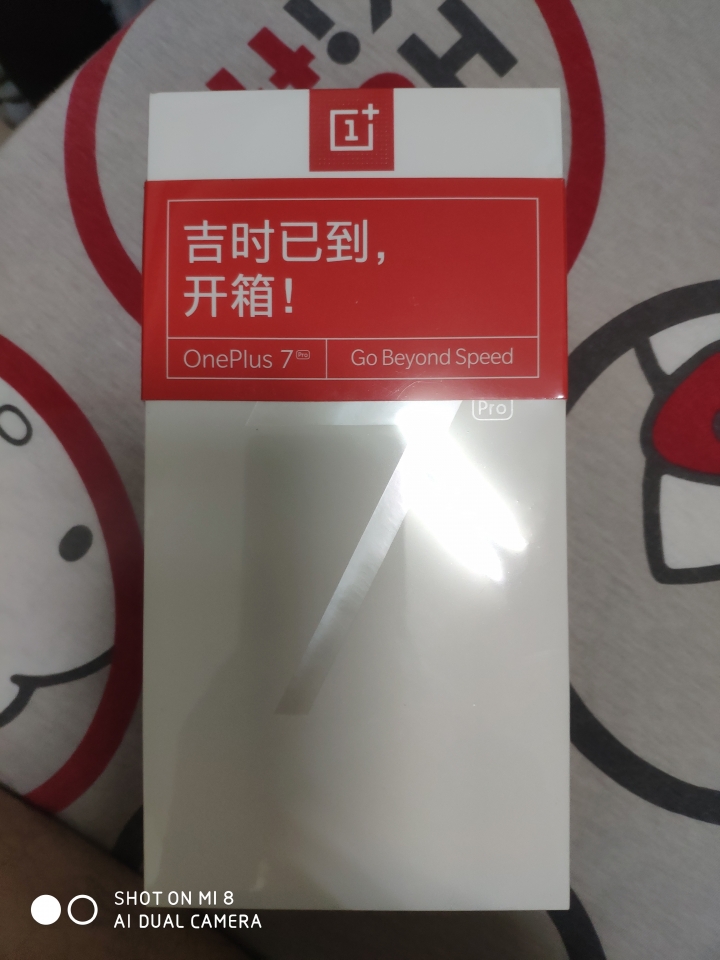 1+
吉时已到,
开箱!
OnePlus 7 Pro
Go Beyond Speed
7 Pro
SHOT ON MI 8
AI DUAL CAMERA